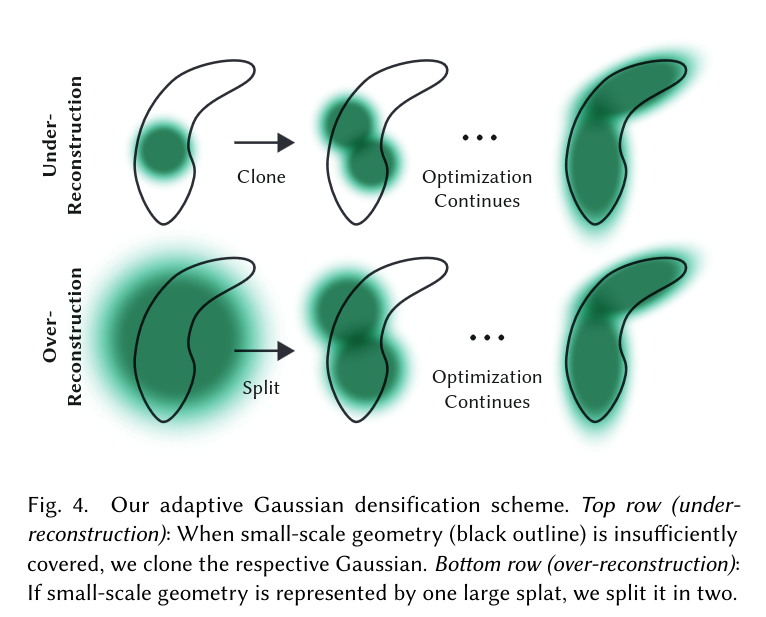 Under-
Reconstruction
Clone
Optimization
Continues
Over-
Reconstruction
Split
Optimization
Continues
Fig. 4. Our adaptive Gaussian densification scheme. Top row (under-
reconstruction): When small-scale geometry (black outline) is insufficiently
covered, we clone the respective Gaussian. Bottom row (over-reconstruction):
If small-scale geometry is represented by one large splat, we split it in two.